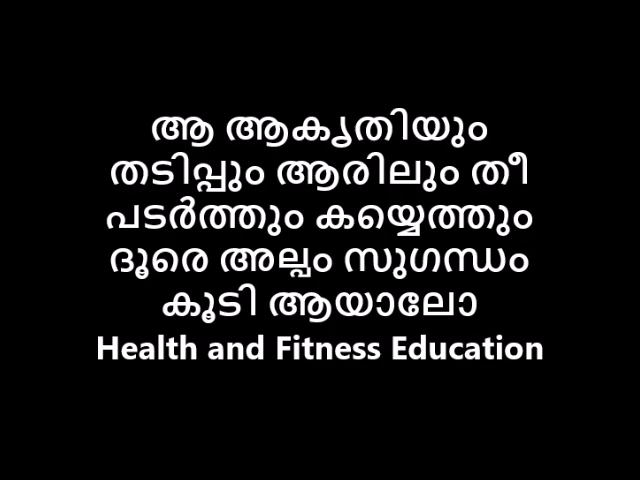 ആ ആകൃതിയും
തടിപ്പും ആരിലും തീ
പടർത്തും കയ്യെത്തും
ദൂരെ അല്പം സുഗന്ധം
കൂടി ആയാലോ
Health and Fitness Education